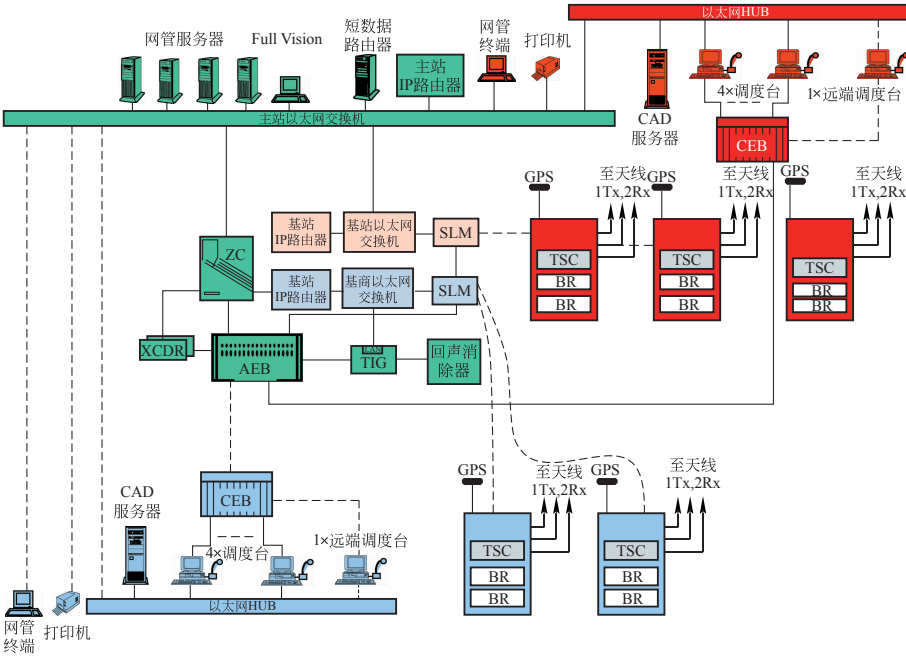 网管服务器
Full Vision
短数据
路由器
主站
IP路由器
网管
终端
打印机
以太网HUB
主站以太网交换机
CAD
服务器
4×调度台
1×远端调度台
CEB
GPS
至天线
1Tx,2Rx
GPS
至天线
1Tx,2Rx
GPS
至天线
1Tx,2Rx
TSC
BR
BR
TSC
BR
BR
TSC
BR
BR
ZC
基站
IP路由器
基站以太网
交换机
SLM
基站
IP路由器
基商以太网
交换机
SLM
XCDR
AEB
LAN
TIG
回声消
除器
CEB
CAD
服务器
4×调度台
1×远端调度台
以太网HUB
网管
终端
打印机
GPS
至天线
1Tx,2Rx
GPS
至天线
1Tx,2Rx
TSC
BR
BR
TSC
BR
BR